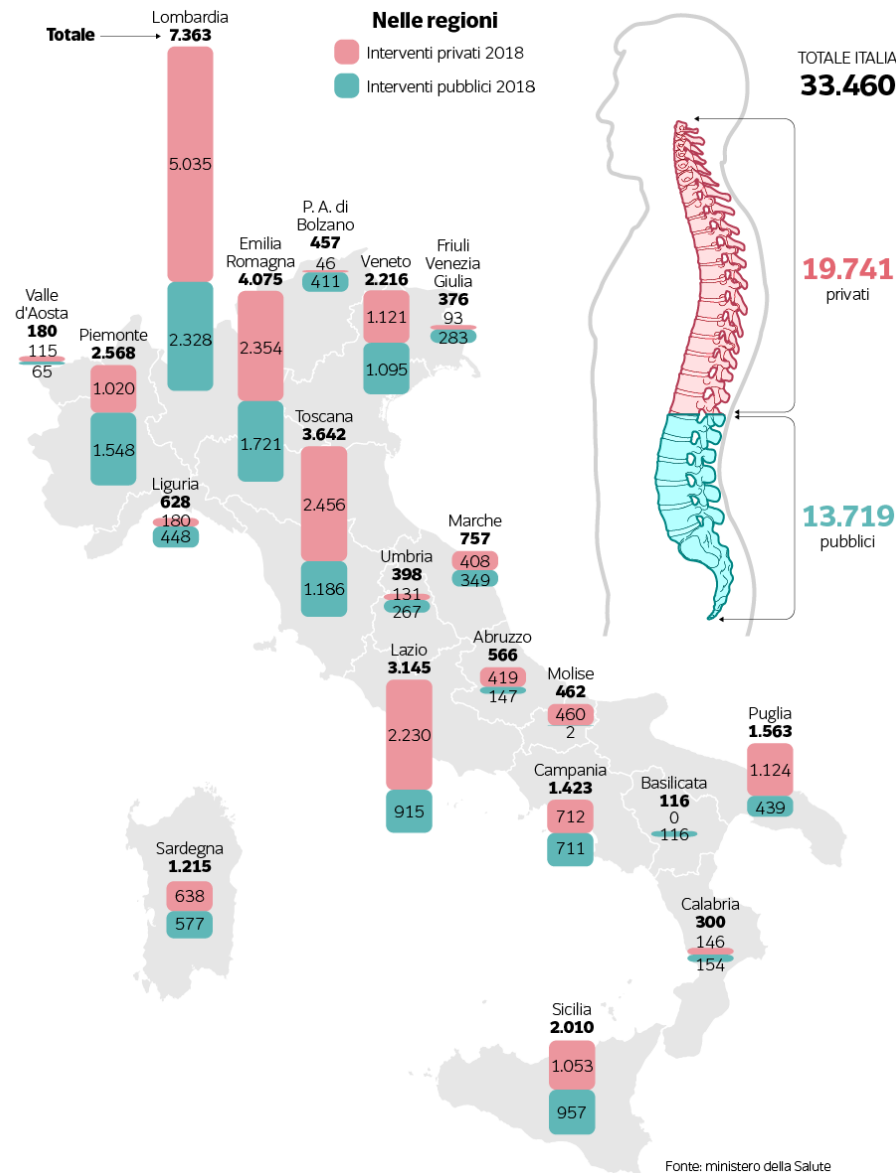 Nelle regioni
Interventi privati 2018
Interventi pubblici 2018
TOTALE ITALIA
33.460
19.741
privati
13.719
pubblici
Totale
Lombardia
7.363
5.035
2.328
P. A. di
Bolzano
457
46
411
Emilia
Romagna
4.075
2.354
1.721
Veneto
2.216
1.121
1.095
Friuli
Venezia
Giulia
376
93
283
Valle
d'Aosta
180
115
65
Piemonte
2.568
1.020
1.548
Liguria
628
180
448
Toscana
3.642
2.456
1.186
Marche
757
408
349
Umbria
398
131
267
Lazio
3.145
2.230
915
Abruzzo
566
419
147
Molise
462
460
2
Puglia
1.563
1.124
439
Campania
1.423
712
711
Basilicata
116
0
116
Sardegna
1.215
638
577
Calabria
300
146
154
Sicilia
2.010
1.053
957
Fonte: ministero della Salute